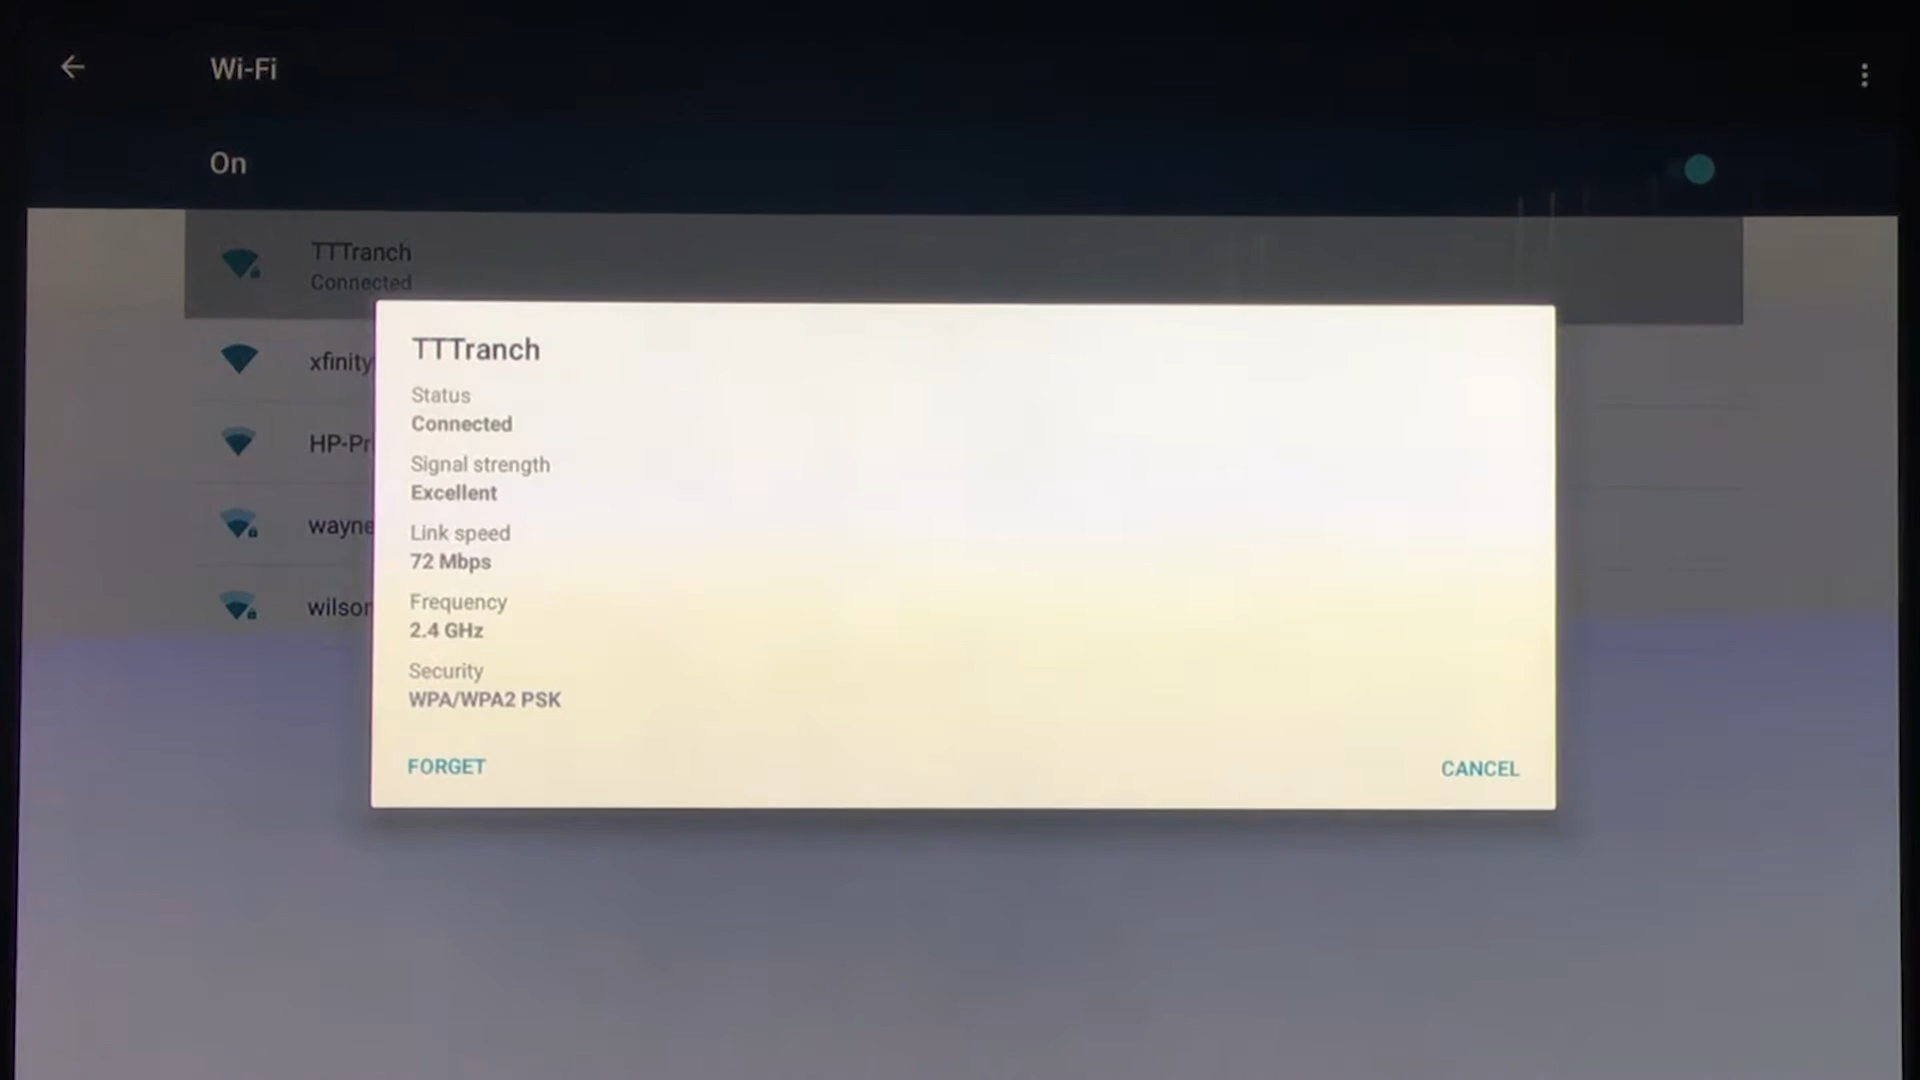 Wi-Fi
On
TTTranch
Connected
xfinity
HP-Pr
wayne
wilson
TTTranch
Status
Connected
Signal strength
Excellent
Link speed
72 Mbps
Frequency
2.4 GHz
Security
WPA/WPA2 PSK
FORGET
CANCEL